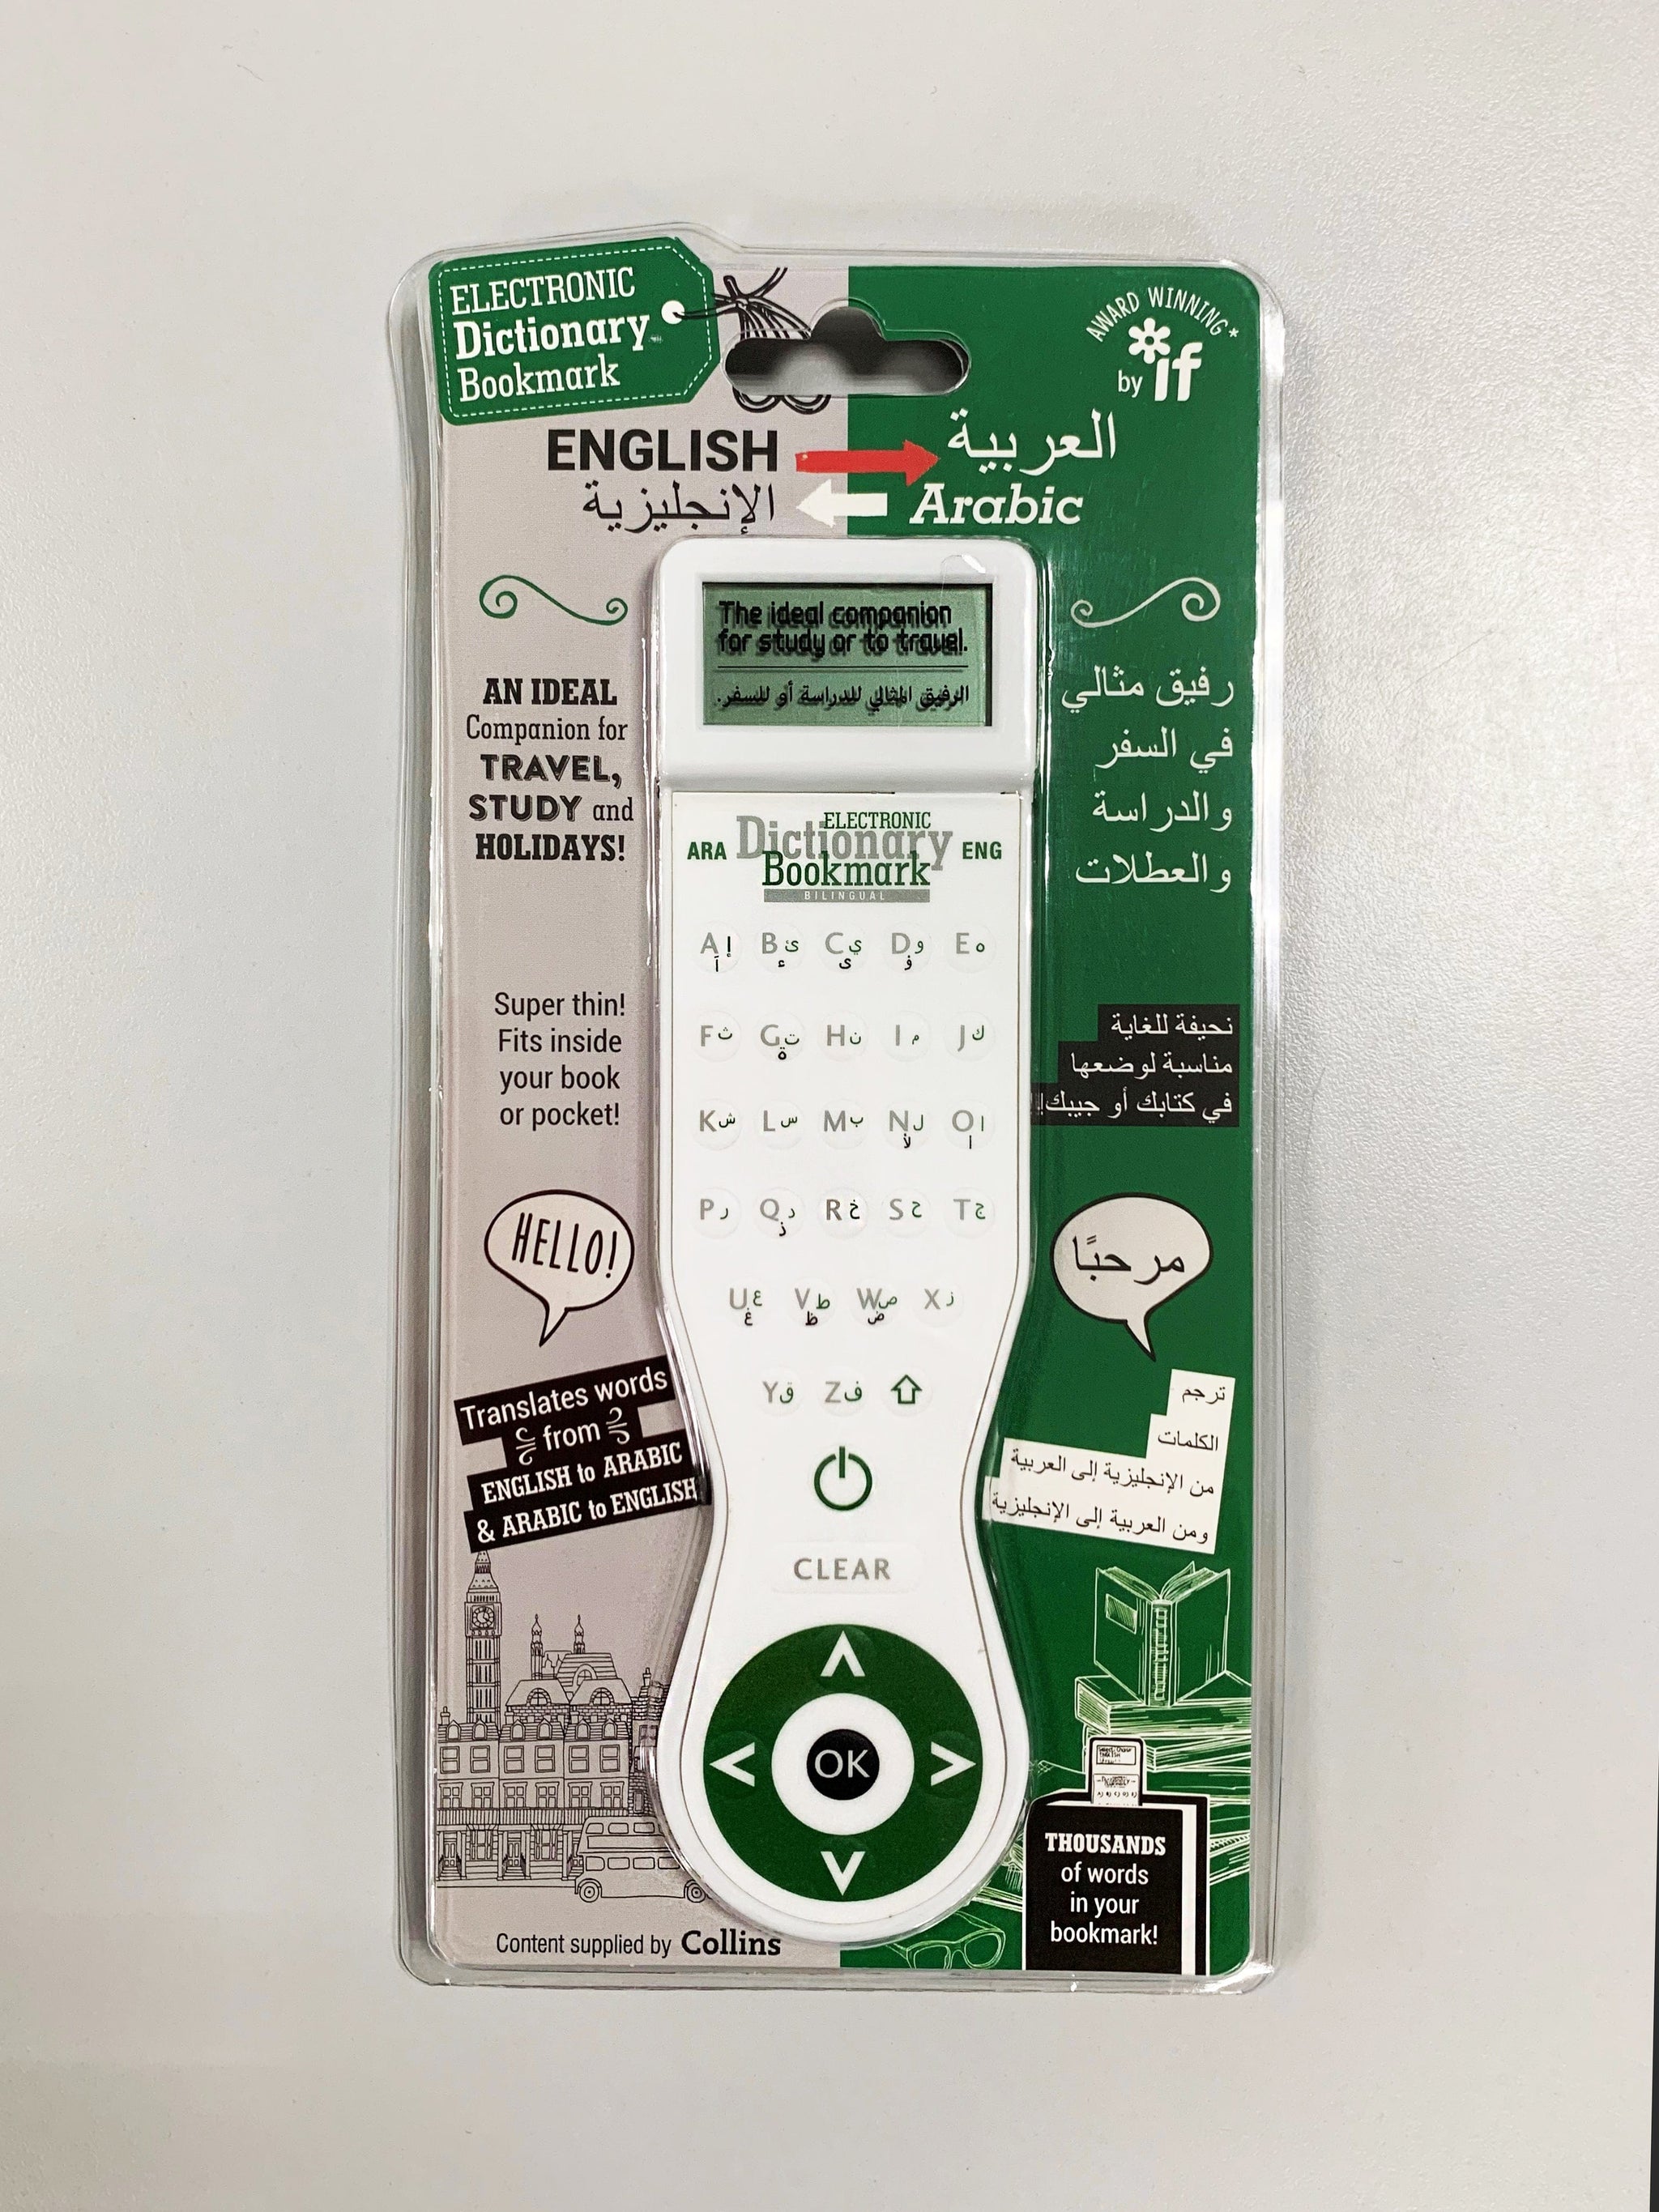 ELECTRONIC
Dictionary
Bookmark
AWARD WINNING*
by if
ENGLISH
الإنجليزية
العربية
Arabic
The ideal companion
for study or to travel.
الرفيق المثالي للدراسة أو للسفر.
AN IDEAL
Companion for
TRAVEL,
STUDY and
HOLIDAYS!
رفيق مثالي
في السفر
والدراسة
والعطلات
ARA
ELECTRONIC
Dictionary
Bookmark
BILINGUAL
ENG
A إ B ئ C ي D و E ه
آ ء ى ؤ
F ث G ت H ن I م J ك
ة
K ش L س M ب N ل O ا
P ر Q د R خ S ح T ج
ذ
U ع V ط W ص X ز
غ ظ ض
Y ق Z ف
CLEAR
OK
Super thin!
Fits inside
your book
or pocket!
نحيفة للغاية
مناسبة لوضعها
في كتابك أو جيبك!!
HELLO!
مرحبًا
Translates words
from
ENGLISH to ARABIC
& ARABIC to ENGLISH
ترجم
الكلمات
من الإنجليزية إلى العربية
ومن العربية إلى الإنجليزية
THOUSANDS
of words
in your
bookmark!
Content supplied by Collins